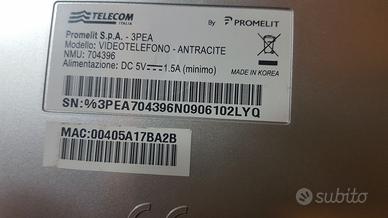 TELECOM
ITALIA
By PROMELIT
Promelit S.p.A. - 3PEA
Modello: VIDEOTELEFONO - ANTRACITE
NMU: 704396
Alimentazione: DC 5V⎓1.5A (minimo)
MADE IN KOREA
SN:%3PEA704396N0906102LYQ
MAC:00405A17BA2B
CE
subito